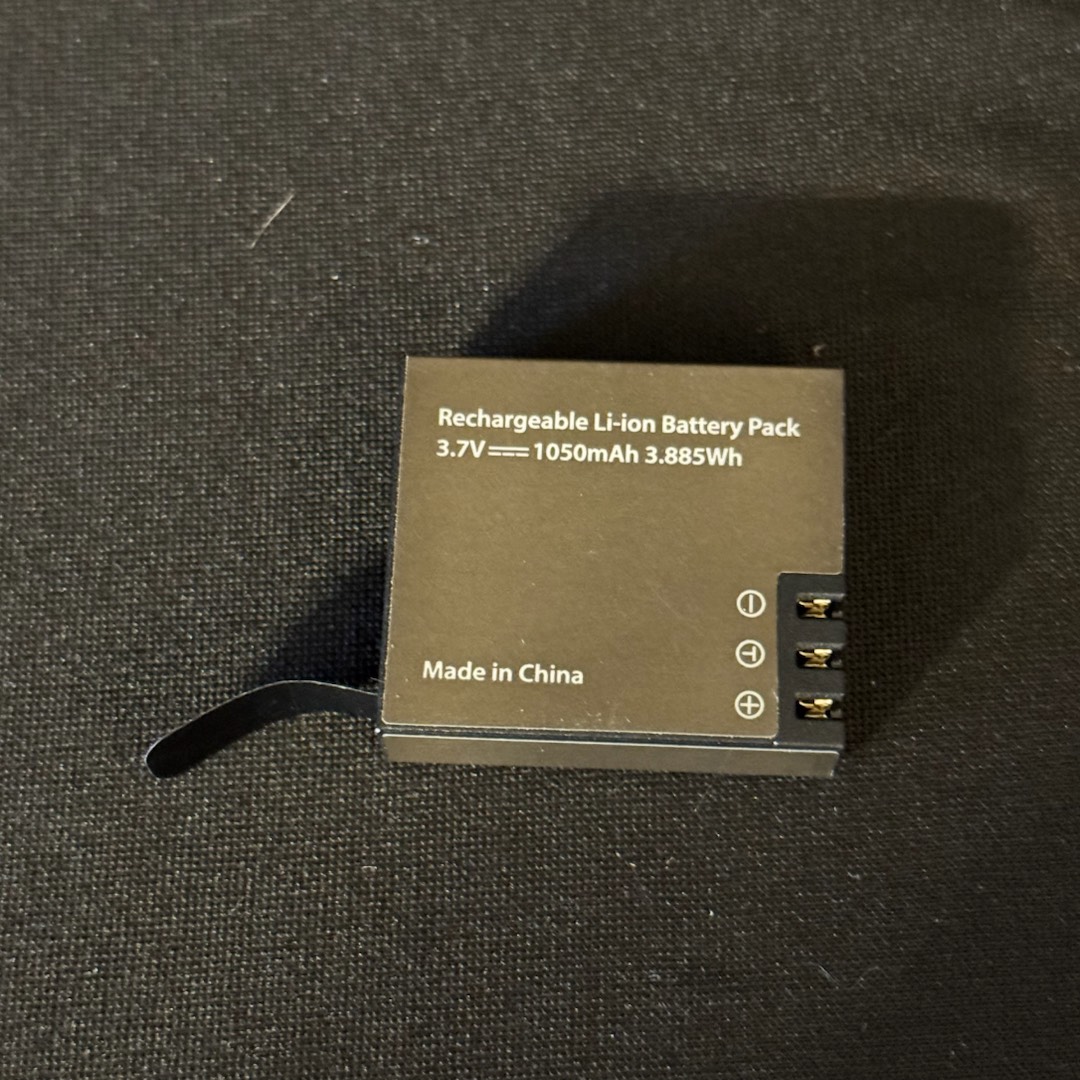 Rechargeable Li-ion Battery Pack
3.7V⎓1050mAh 3.885Wh
Made in China